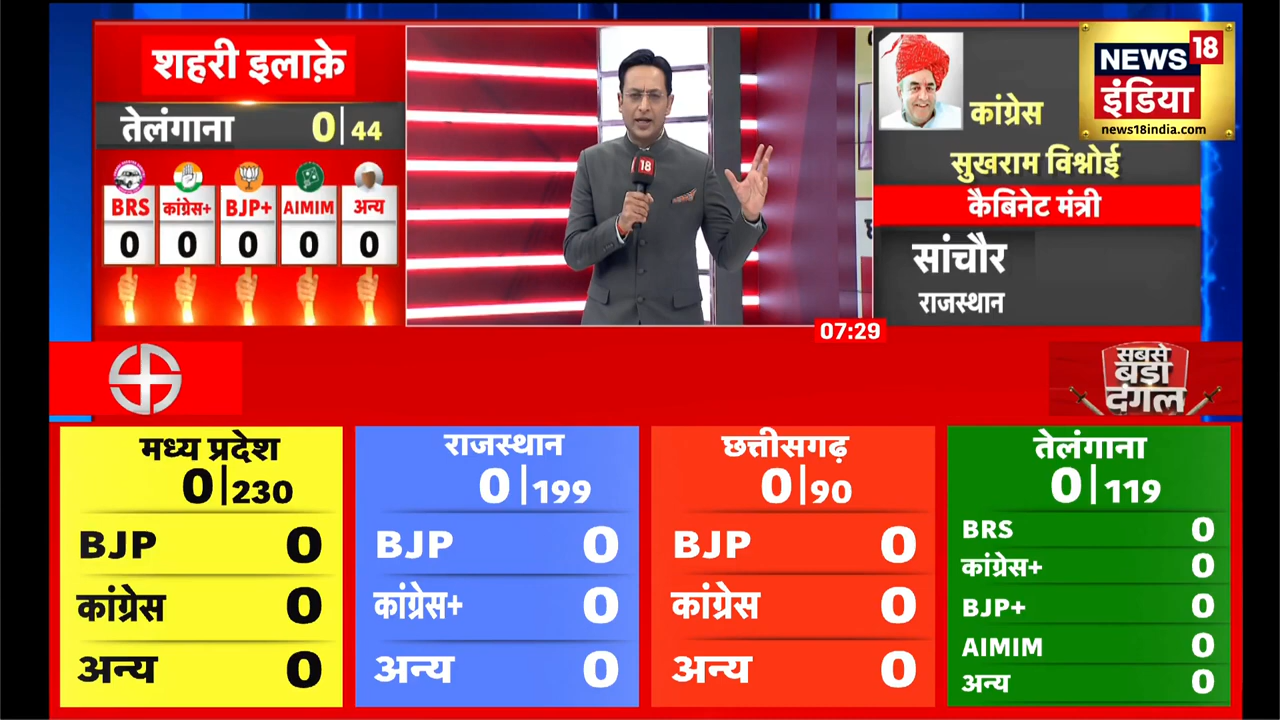 शहरी इलाक़े
तेलंगाना 0|44
BRS कांग्रेस+ BJP+ AIMIM अन्य
0 0 0 0 0
18
कांग्रेस
सुखराम विश्नोई
कैबिनेट मंत्री
सांचौर
राजस्थान
NEWS 18
इंडिया
news18india.com
07:29
सबसे
बड़ा
दंगल
मध्य प्रदेश
0|230
BJP 0
कांग्रेस 0
अन्य 0
राजस्थान
0|199
BJP 0
कांग्रेस+ 0
अन्य 0
छत्तीसगढ़
0|90
BJP 0
कांग्रेस 0
अन्य 0
तेलंगाना
0|119
BRS 0
कांग्रेस+ 0
BJP+ 0
AIMIM 0
अन्य 0